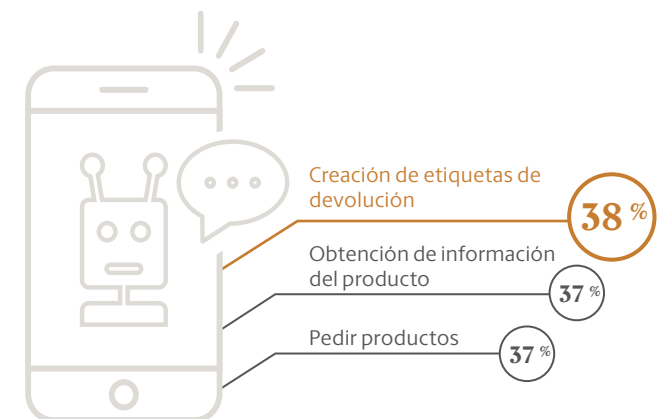 Creación de etiquetas de
devolución
38 %
Obtención de información
del producto
37 %
Pedir productos
37 %